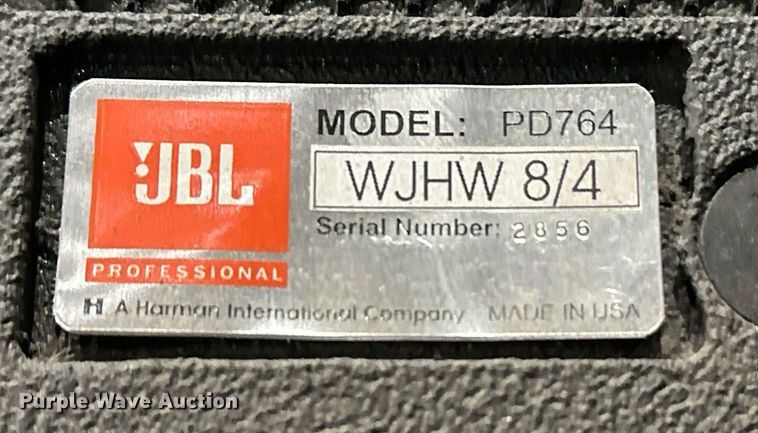 JBL
PROFESSIONAL
MODEL: PD764
WJHW 8/4
Serial Number: 2856
H A Harman International Company MADE IN USA
Purple Wave Auction